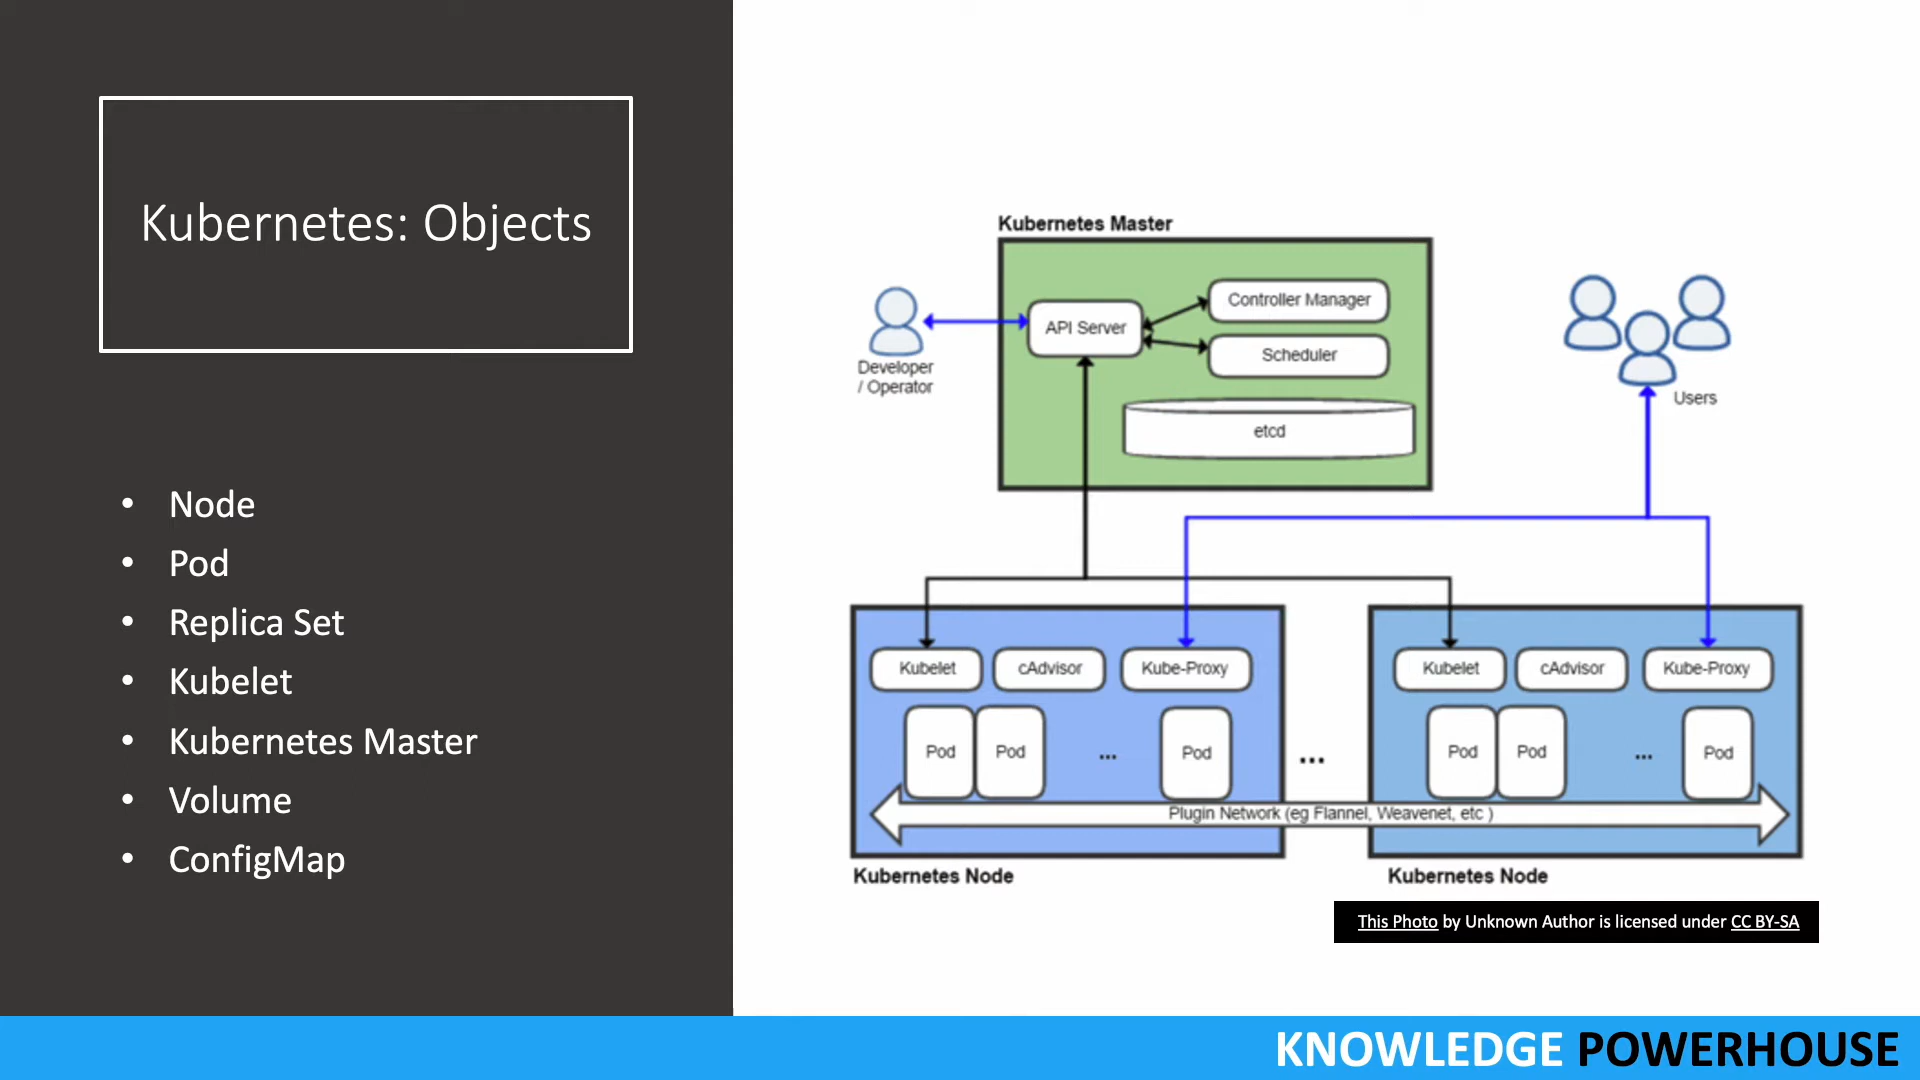 Kubernetes: Objects
• Node
• Pod
• Replica Set
• Kubelet
• Kubernetes Master
• Volume
• ConfigMap
Kubernetes Master
Developer
/ Operator
API Server
Controller Manager
Scheduler
etcd
Users
Kubelet
cAdvisor
Kube-Proxy
Pod
Pod
...
Pod
Kubernetes Node
...
Kubelet
cAdvisor
Kube-Proxy
Pod
Pod
...
Pod
Plugin Network (eg Flannel, Weavenet, etc )
Kubernetes Node
This Photo by Unknown Author is licensed under CC BY-SA
KNOWLEDGE POWERHOUSE